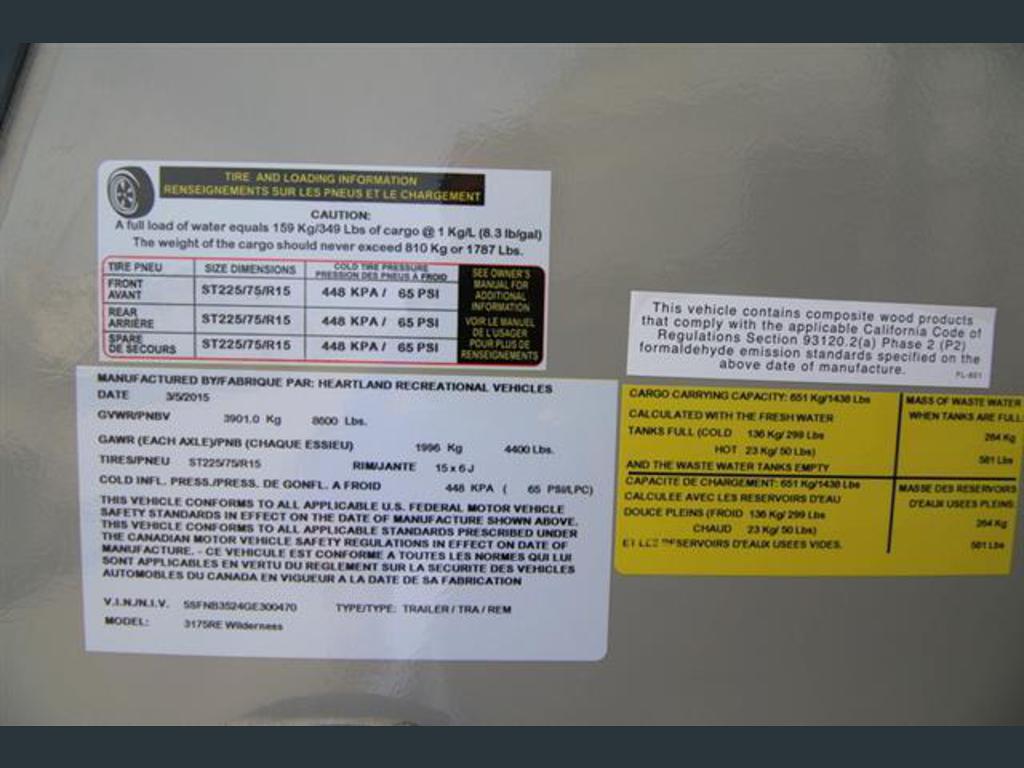 TIRE AND LOADING INFORMATION
RENSEIGNEMENTS SUR LES PNEUS ET LE CHARGEMENT
CAUTION:
A full load of water equals 159 Kg/349 Lbs of cargo @ 1 Kg/L (8.3 lb/gal)
The weight of the cargo should never exceed 810 Kg or 1787 Lbs.
TIRE PNEU SIZE DIMENSIONS COLD TIRE PRESSURE
PRESSION DES PNEUS A FROID
FRONT
AVANT ST225/75/R15 448 KPA / 65 PSI
REAR
ARRIÈRE ST225/75/R15 448 KPA / 65 PSI
SPARE
DE SECOURS ST225/75/R15 448 KPA / 65 PSI
SEE OWNER'S
MANUAL FOR
ADDITIONAL
INFORMATION
VOIR LE MANUEL
DE L'USAGER
POUR PLUS DE
RENSEIGNEMENTS
This vehicle contains composite wood products
that comply with the applicable California Code of
Regulations Section 93120.2(a) Phase 2 (P2)
formaldehyde emission standards specified on the
above date of manufacture.
MANUFACTURED BY/FABRIQUE PAR: HEARTLAND RECREATIONAL VEHICLES
DATE 3/5/2015
GVWR/PNBV 3901.0 Kg 8600 Lbs.
GAWR (EACH AXLE)/PNB (CHAQUE ESSIEU) 1996 Kg 4400 Lbs.
TIRES/PNEU ST225/75/R15 RIM/JANTE 15 x 6 J
COLD INFL. PRESS./PRESS. DE GONFL. A FROID 448 KPA ( 65 PSI/LPC)
THIS VEHICLE CONFORMS TO ALL APPLICABLE U.S. FEDERAL MOTOR VEHICLE
SAFETY STANDARDS IN EFFECT ON THE DATE OF MANUFACTURE SHOWN ABOVE.
THIS VEHICLE CONFORMS TO ALL APPLICABLE STANDARDS PRESCRIBED UNDER
THE CANADIAN MOTOR VEHICLE SAFETY REGULATIONS IN EFFECT ON DATE OF
MANUFACTURE. - CE VEHICULE EST CONFORME A TOUTES LES NORMES QUI LUI
SONT APPLICABLES EN VERTU DU REGLEMENT SUR LA SECURITE DES VEHICLES
AUTOMOBILES DU CANADA EN VIGUEUR A LA DATE DE SA FABRICATION
V.I.N./N.I.V. 5SFNB3524GE300470 TYPE/TYPE: TRAILER / TRA / REM
MODEL: 3175RE Wilderness
CARGO CARRYING CAPACITY: 651 Kg/1438 Lbs
CALCULATED WITH THE FRESH WATER
TANKS FULL (COLD 136 Kg/ 299 Lbs
HOT 23 Kg/ 50 Lbs)
AND THE WASTE WATER TANKS EMPTY
MASS OF WASTE WATER
WHEN TANKS ARE FULL
264 Kg
581 Lbs
CAPACITE DE CHARGEMENT: 651 Kg/1438 Lbs
CALCULEE AVEC LES RESERVOIRS D'EAU
DOUCE PLEINS (FROID 136 Kg/ 299 Lbs
CHAUD 23 Kg/ 50 Lbs)
ET LES RESERVOIRS D'EAUX USEES VIDES.
MASSE DES RESERVOIRS
D'EAUX USEES PLEINS:
264 Kg
581 Lbs